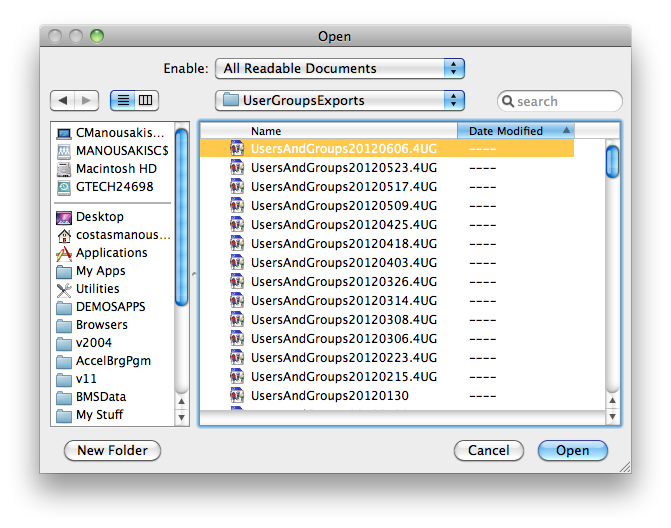 Open
Enable: All Readable Documents
UserGroupsExports
search
CManousakis...
MANOUSAKISC$
Macintosh HD
GTECH24698
Desktop
costasmanous...
Applications
My Apps
Utilities
DEMOSAPPS
Browsers
v2004
AccelBrgPgm
v11
BMSData
My Stuff
Name Date Modified
UsersAndGroups20120606.4UG ----
UsersAndGroups20120523.4UG ----
UsersAndGroups20120517.4UG ----
UsersAndGroups20120509.4UG ----
UsersAndGroups20120425.4UG ----
UsersAndGroups20120418.4UG ----
UsersAndGroups20120403.4UG ----
UsersAndGroups20120326.4UG ----
UsersAndGroups20120314.4UG ----
UsersAndGroups20120308.4UG ----
UsersAndGroups20120306.4UG ----
UsersAndGroups20120223.4UG ----
UsersAndGroups20120215.4UG ----
UsersAndGroups20120130 ----
New Folder Cancel Open